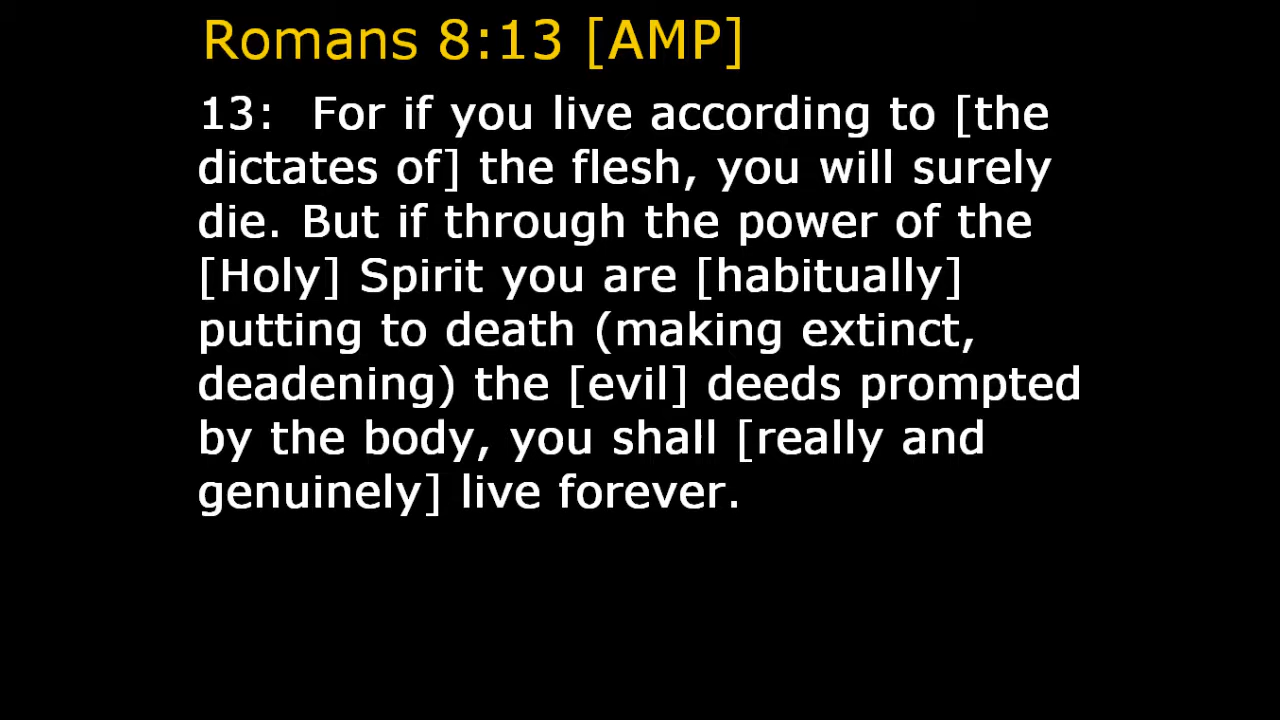 Romans 8:13 [AMP]
13:  For if you live according to [the
dictates of] the flesh, you will surely
die. But if through the power of the
[Holy] Spirit you are [habitually]
putting to death (making extinct,
deadening) the [evil] deeds prompted
by the body, you shall [really and
genuinely] live forever.